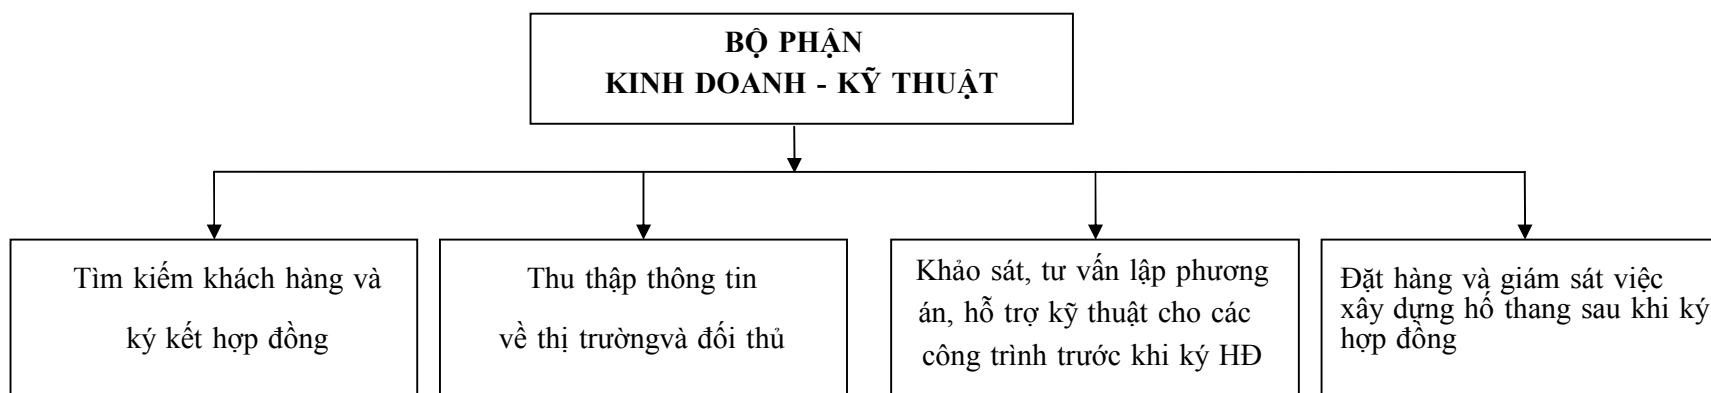 BỘ PHẬN
KINH DOANH - KỸ THUẬT
Tìm kiếm khách hàng và
ký kết hợp đồng
Thu thập thông tin
về thị trườngvà đối thủ
Khảo sát, tư vấn lập phương
án, hỗ trợ kỹ thuật cho các
công trình trước khi ký HĐ
Đặt hàng và giám sát việc
xây dựng hố thang sau khi ký
hợp đồng